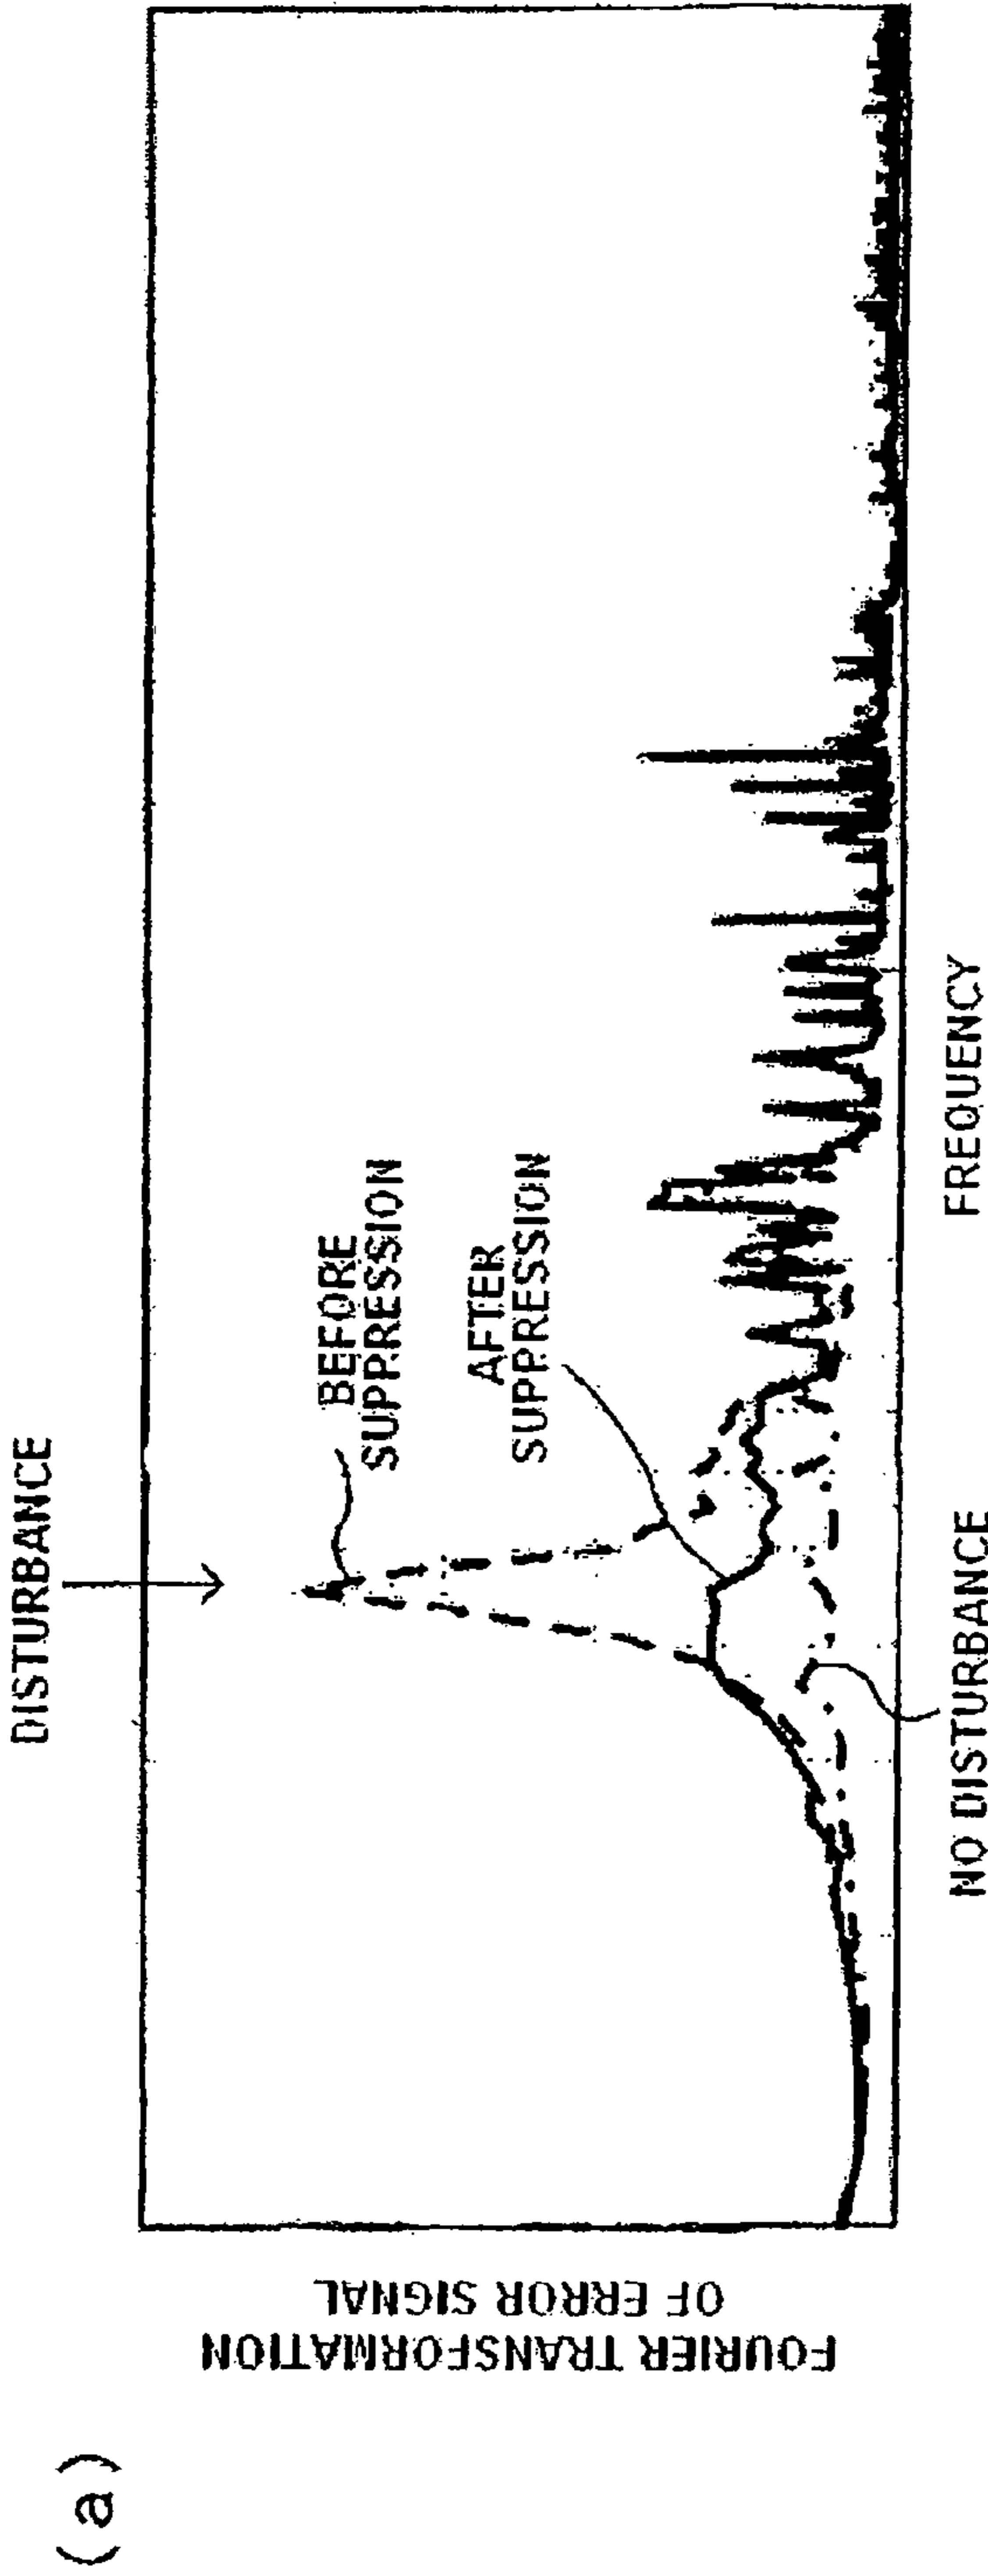 (a)
DISTURBANCE
BEFORE
SUPPRESSION
AFTER
SUPPRESSION
FOURIER TRANSFORMATION
OF ERROR SIGNAL
NO DISTURBANCE
FREQUENCY